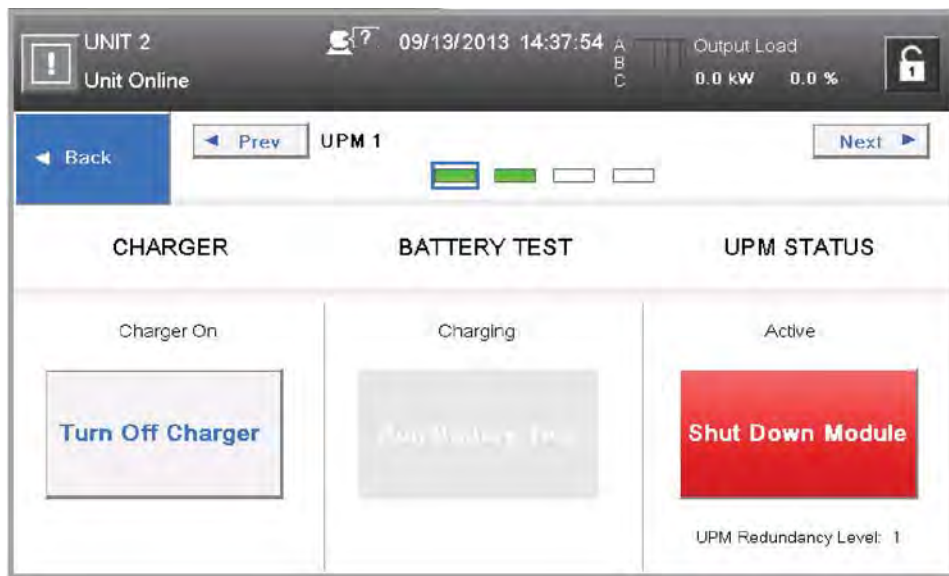 UNIT 2
Unit Online
?
09/13/2013 14:37:54
A
B
C
Output Load
0.0 kW 0.0 %
1
◄ Back
◄ Prev
UPM 1
Next ►
CHARGER
BATTERY TEST
UPM STATUS
Charger On
Charging
Active
Turn Off Charger
Shut Down Module
UPM Redundancy Level: 1